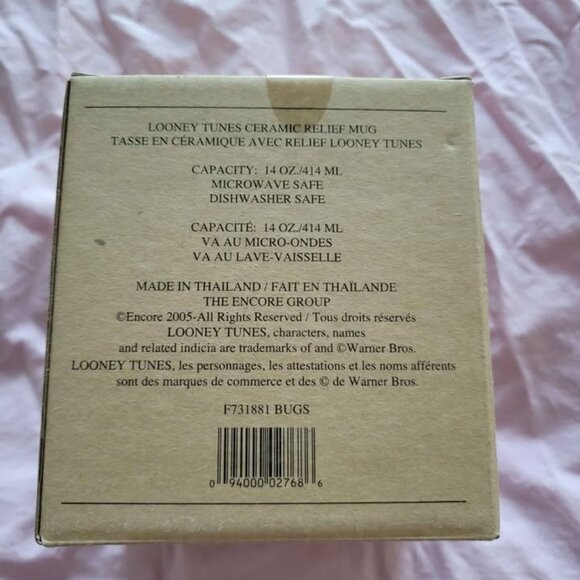 LOONEY TUNES CERAMIC RELIEF MUG
TASSE EN CÉRAMIQUE AVEC RELIEF LOONEY TUNES
CAPACITY: 14 OZ./414 ML
MICROWAVE SAFE
DISHWASHER SAFE
CAPACITÉ: 14 OZ./414 ML
VA AU MICRO-ONDES
VA AU LAVE-VAISSELLE
MADE IN THAILAND / FAIT EN THAÏLANDE
THE ENCORE GROUP
©Encore 2005-All Rights Reserved / Tous droits réservés
LOONEY TUNES, characters, names
and related indicia are trademarks of and ©Warner Bros.
LOONEY TUNES, les personnages, les attestations et les noms afférents
sont des marques de commerce et des © de Warner Bros.
F731881 BUGS
0 94000 02768 6